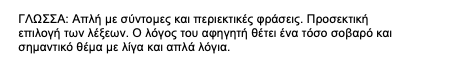 ΓΛΩΣΣΑ: Απλή με σύντομες και περιεκτικές φράσεις. Προσεκτική
επιλογή των λέξεων. Ο λόγος του αφηγητή θέτει ένα τόσο σοβαρό και
σημαντικό θέμα με λίγα και απλά λόγια.